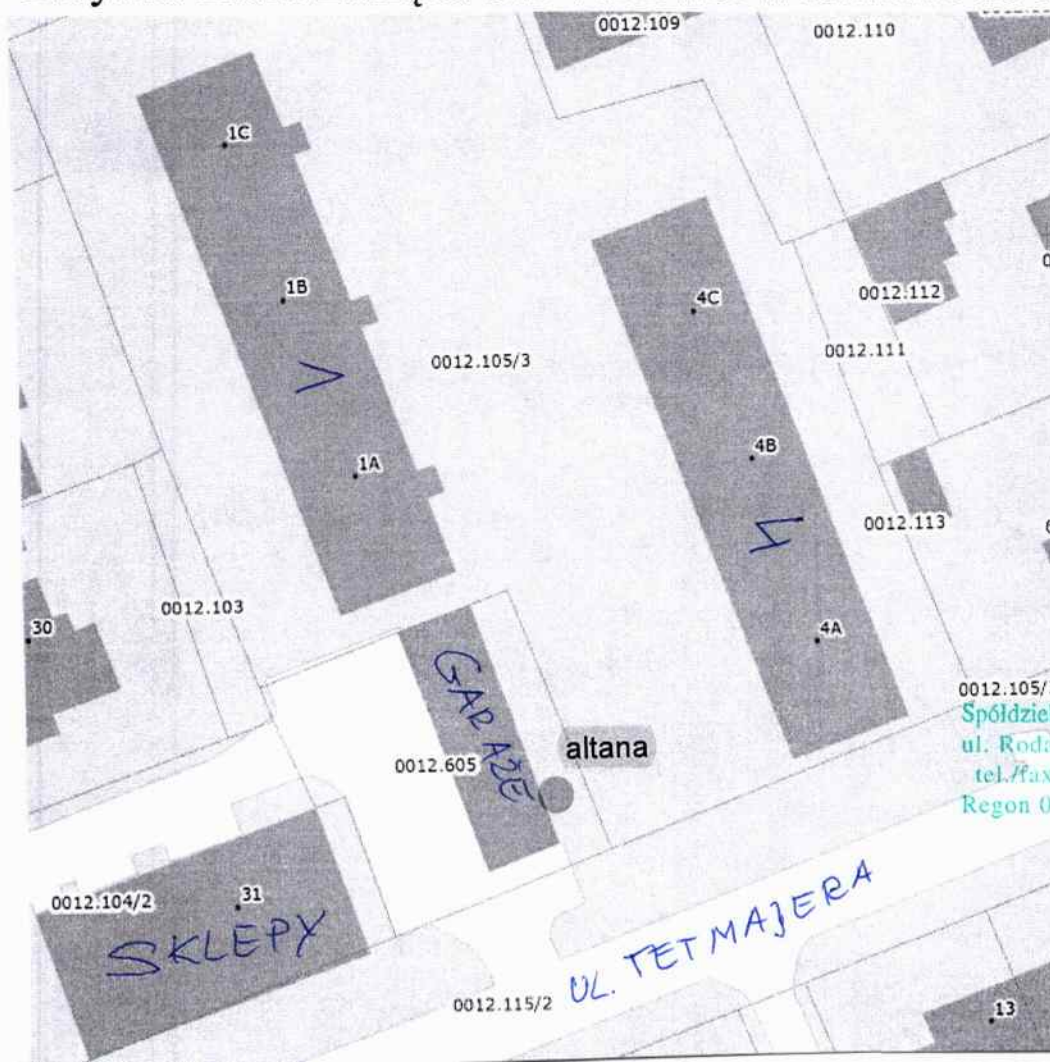 0012.109
0012.110
1C
1B
4C
0012.112
0012.111
0012.105/3
V
1A
4B
0012.113
4
0012.103
30
4A
GARAŻE
0012.105/
Spółdziel
ul. Roda
tel./fax
Regon 0
altana
0012.605
0012.104/2
31
SKLEPY
UL. TETMAJERA
0012.115/2
13